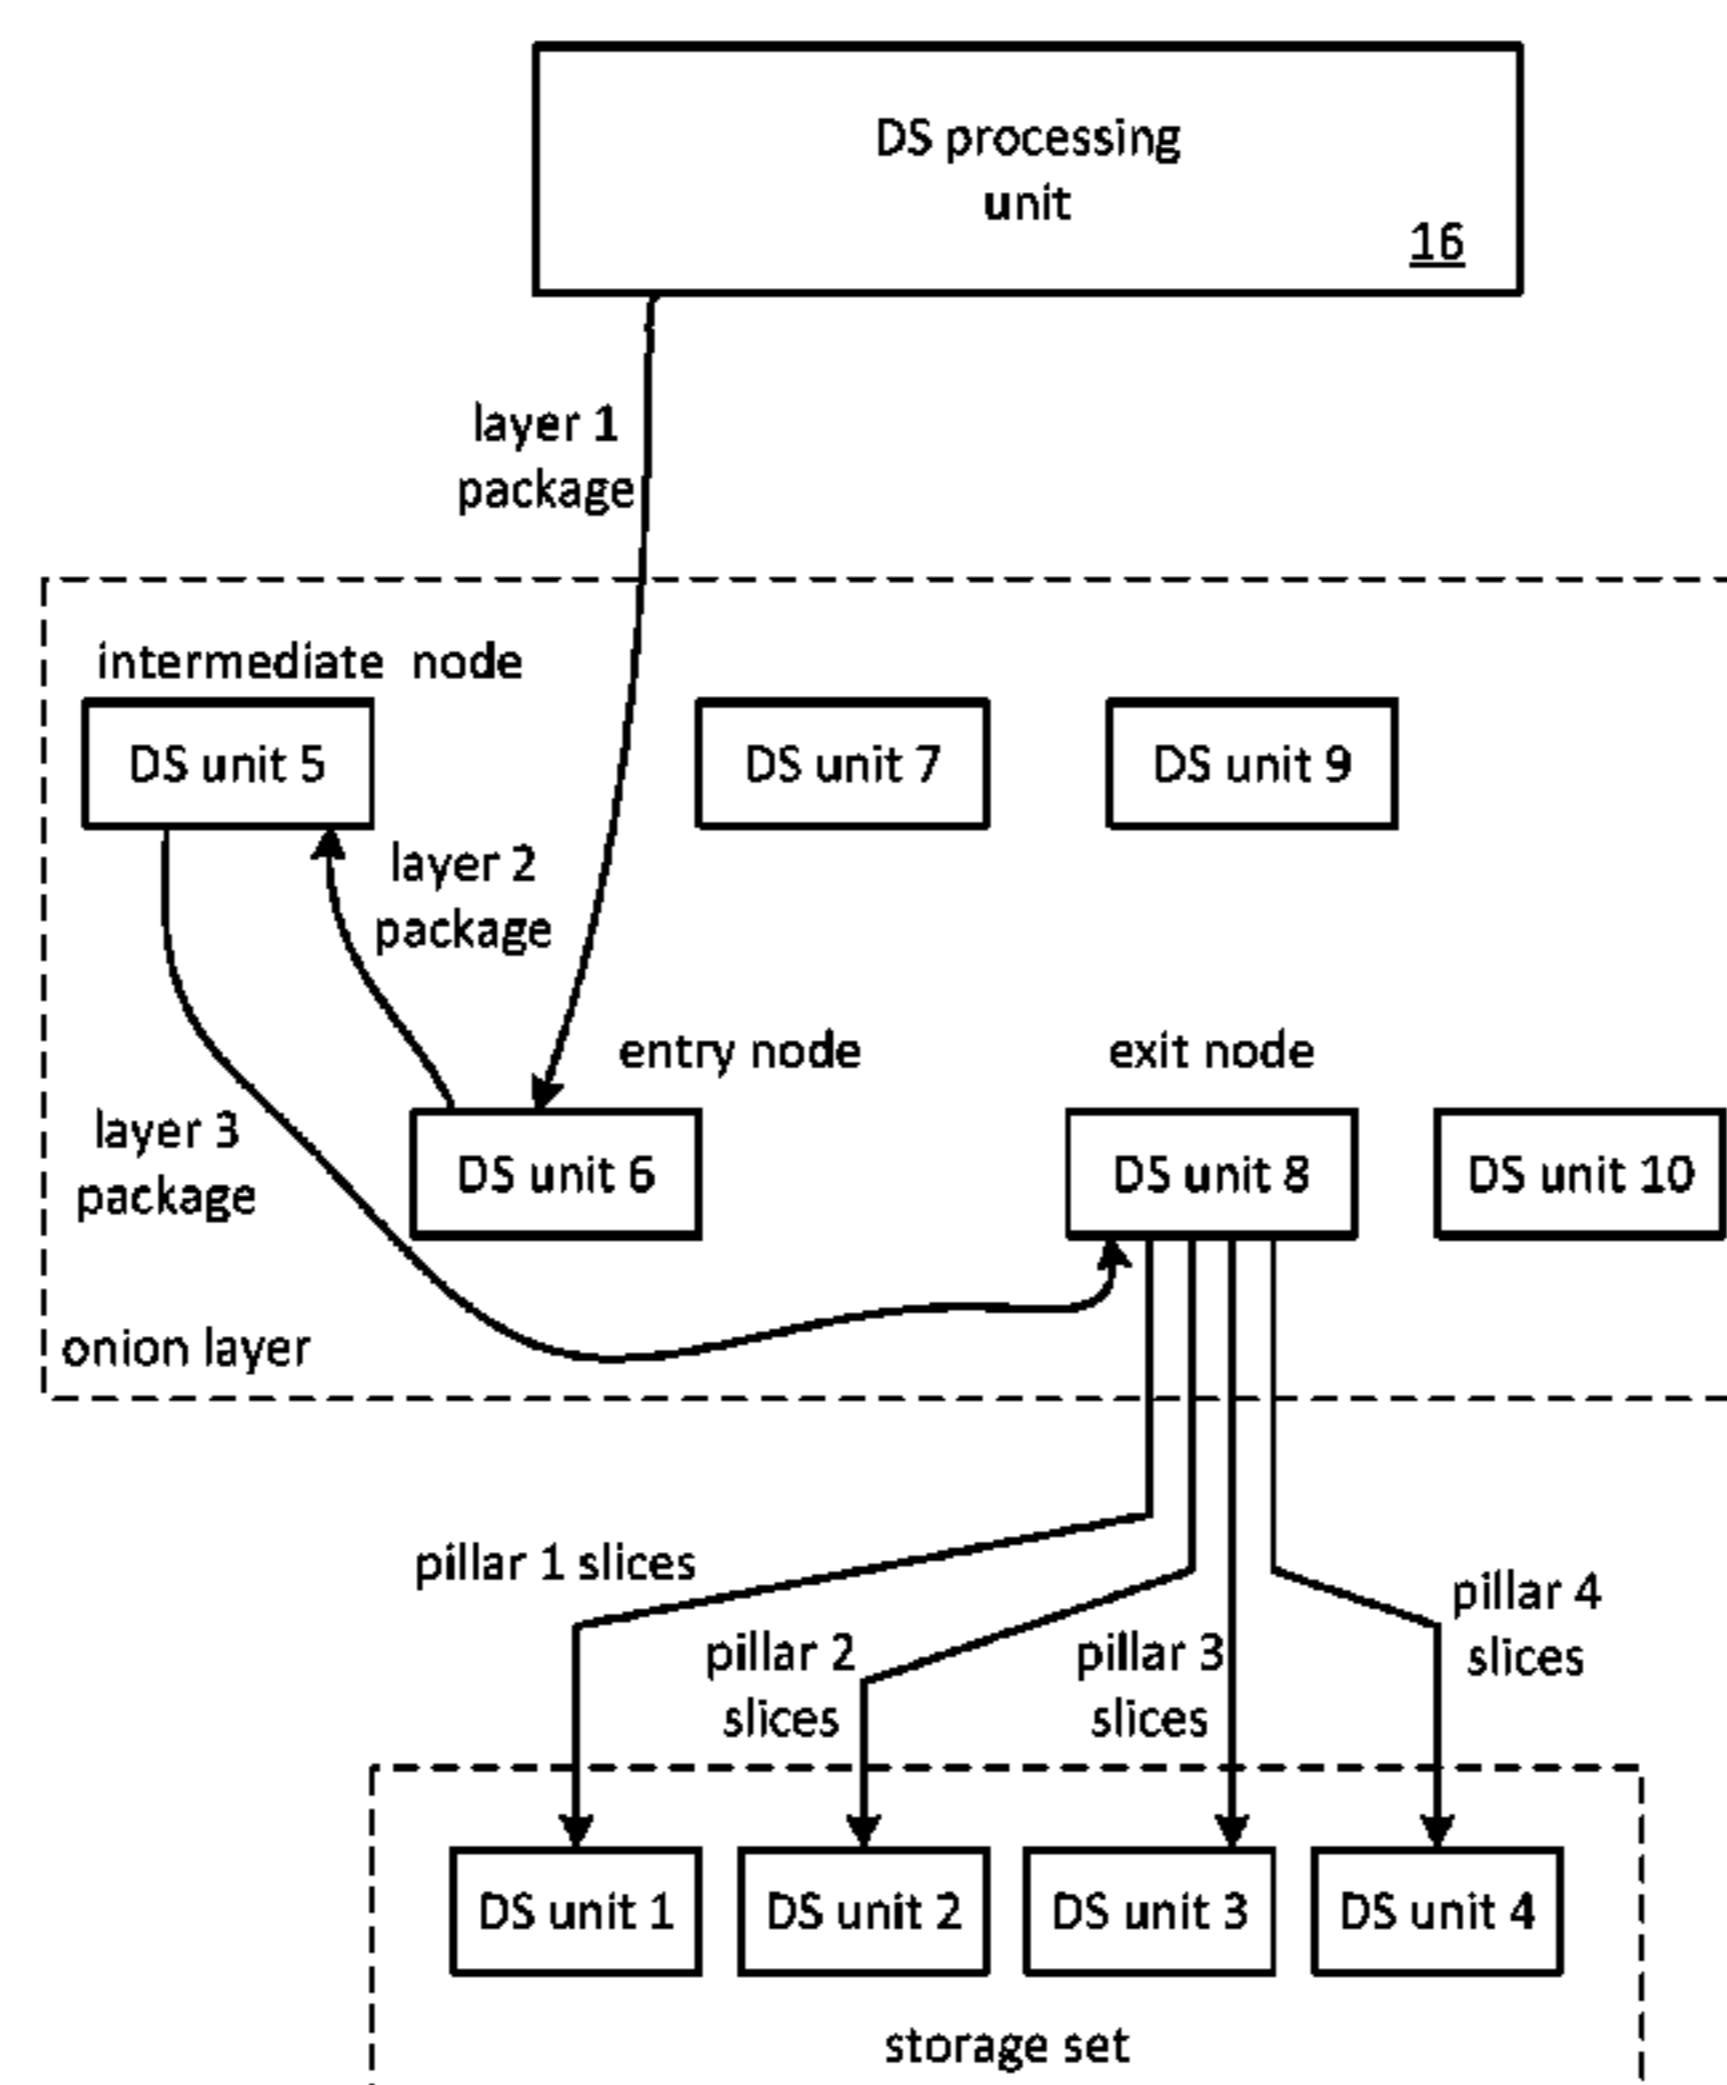 DS processing
unit
16
layer 1
package
intermediate node
DS unit 5
DS unit 7
DS unit 9
layer 2
package
entry node
exit node
layer 3
package
DS unit 6
DS unit 8
DS unit 10
onion layer
pillar 1 slices
pillar 2
slices
pillar 3
slices
pillar 4
slices
DS unit 1
DS unit 2
DS unit 3
DS unit 4
storage set